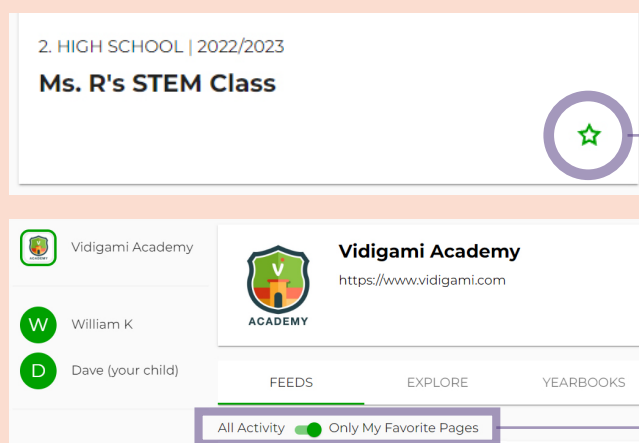 2. HIGH SCHOOL | 2022/2023
Ms. R's STEM Class
Vidigami Academy
W William K
D Dave (your child)
V
ACADEMY
Vidigami Academy
https://www.vidigami.com
FEEDS EXPLORE YEARBOOKS
All Activity Only My Favorite Pages